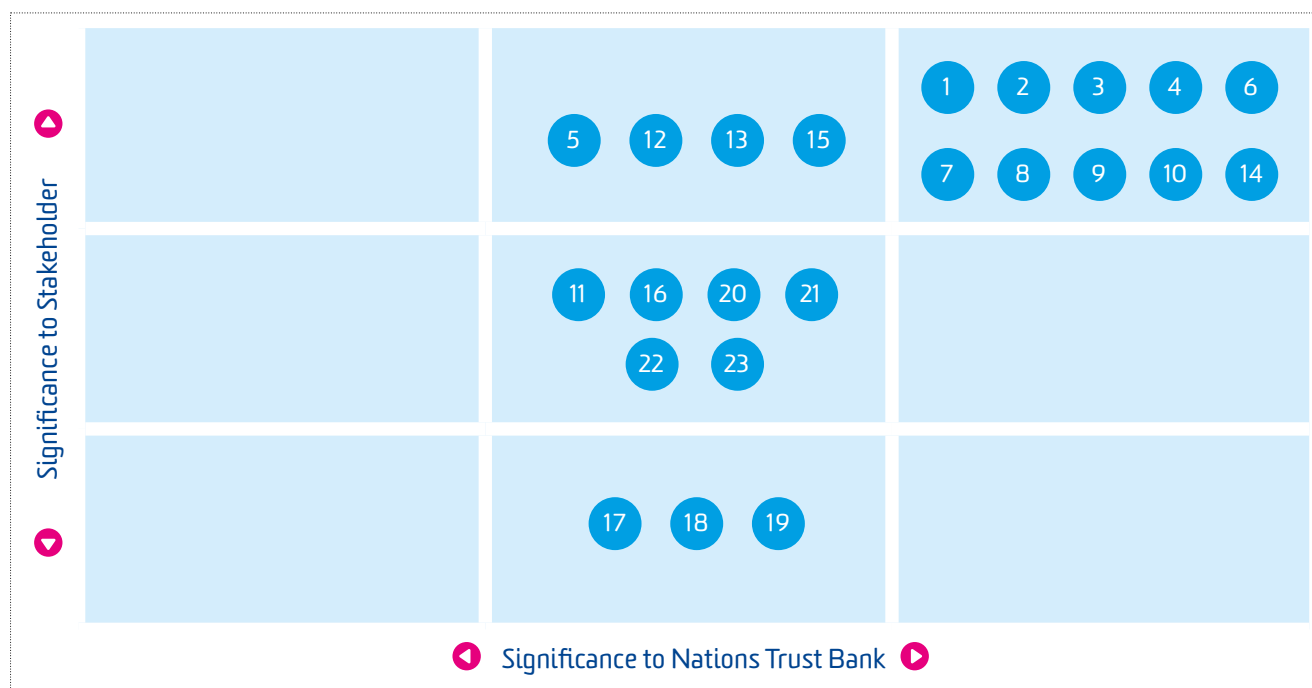 Significance to Stakeholder
1 2 3 4 6
5 12 13 15
7 8 9 10 14
11 16 20 21
22 23
17 18 19
Significance to Nations Trust Bank